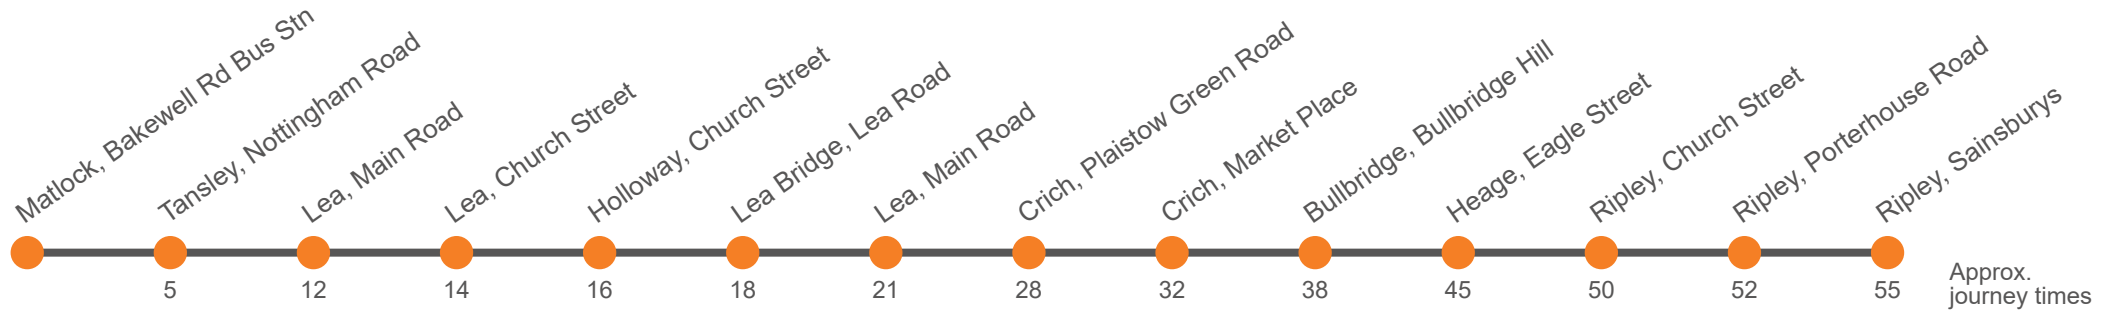 Matlock, Bakewell Rd Bus Stn
Tansley, Nottingham Road
Lea, Main Road
Lea, Church Street
Holloway, Church Street
Lea Bridge, Lea Road
Lea, Main Road
Crich, Plaistow Green Road
Crich, Market Place
Bullbridge, Bullbridge Hill
Heage, Eagle Street
Ripley, Church Street
Ripley, Porterhouse Road
Ripley, Sainsburys
5 12 14 16 18 21 28 32 38 45 50 52 55
Approx.
journey times